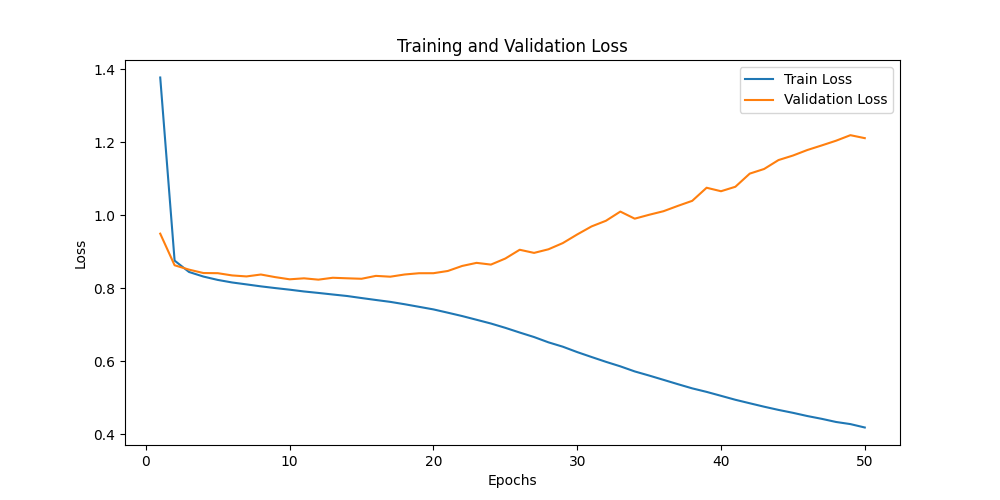 Training and Validation Loss
Train Loss
Validation Loss
1.4
1.2
1.0
0.8
0.6
0.4
Loss
0 10 20 30 40 50
Epochs